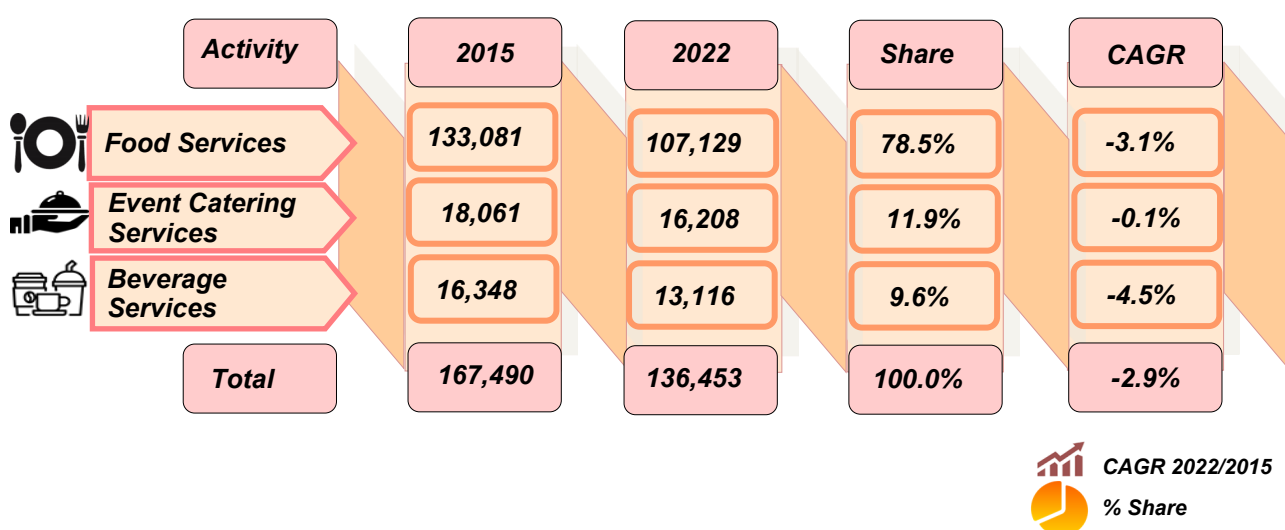 Activity 2015 2022 Share CAGR
Food Services 133,081 107,129 78.5% -3.1%
Event Catering
Services 18,061 16,208 11.9% -0.1%
Beverage
Services 16,348 13,116 9.6% -4.5%
Total 167,490 136,453 100.0% -2.9%
CAGR 2022/2015
% Share